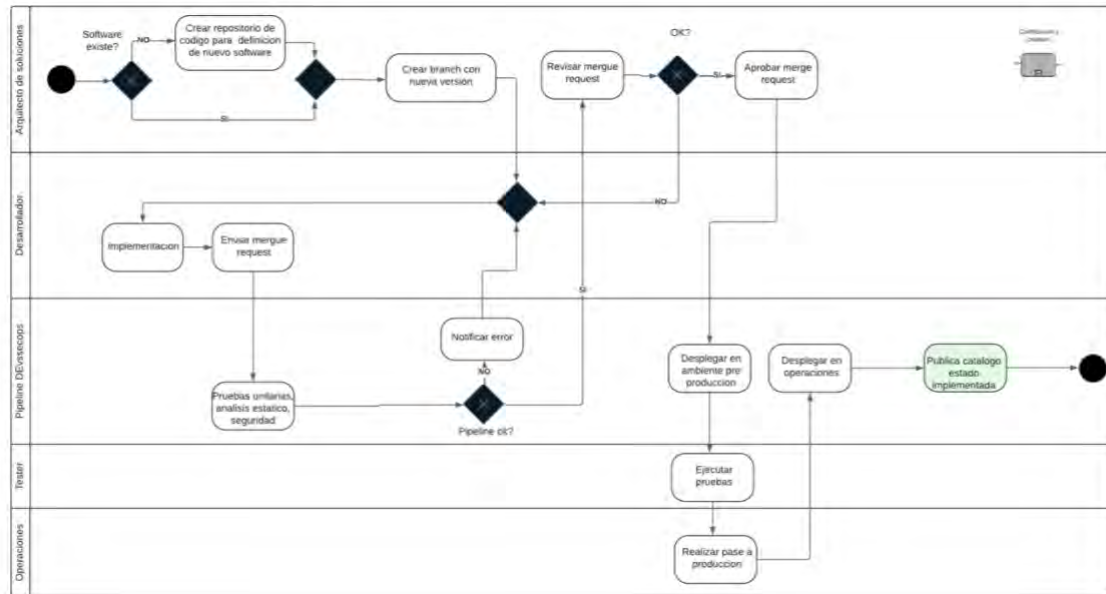 Arquitecto de soluciones
Software
existe?
NO
Crear repositorio de
codigo para definicion
de nuevo software
SI
Crear branch con
nueva versión
Revisar mergue
request
OK?
SI
Aprobar merge
request
NO
Desarrollador
Implementacion
Enviar mergue
request
SI
Pipeline DEvssecops
Notificar error
NO
Pruebas unitarias,
analisis estatico,
seguridad
Pipeline ok?
Desplegar en
ambiente pre
produccion
Desplegar en
operaciones
Publica catalogo
estado
implementada
Tester
Ejecutar
pruebas
Operaciones
Realizar pase a
produccion